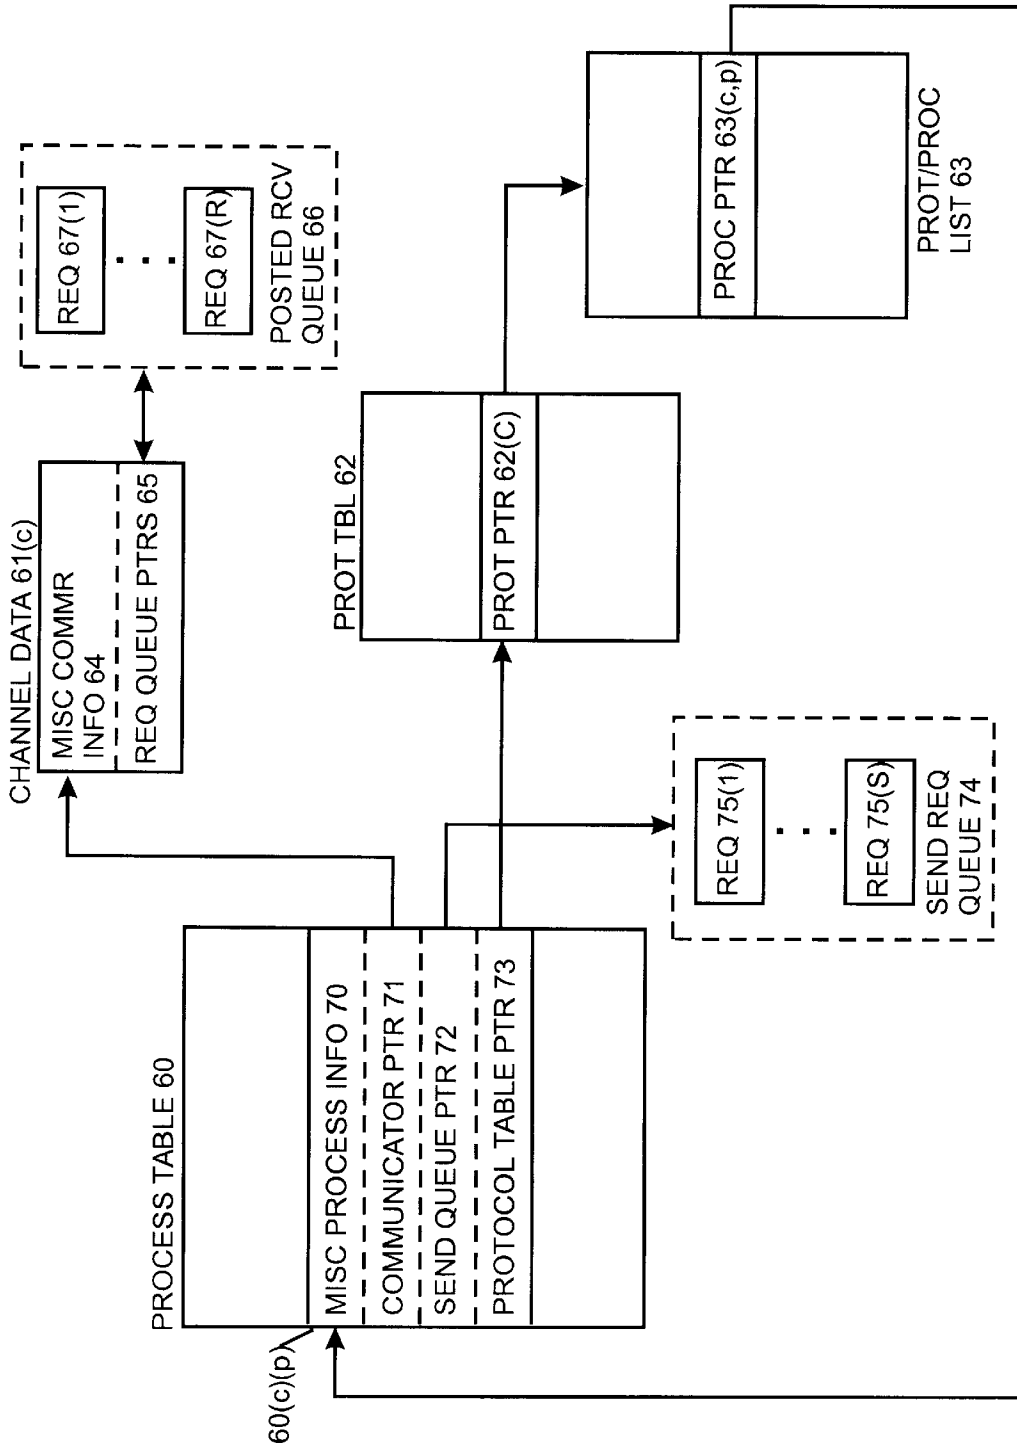 PROCESS TABLE 60
60(c)(p)
MISC PROCESS INFO 70
COMMUNICATOR PTR 71
SEND QUEUE PTR 72
PROTOCOL TABLE PTR 73
CHANNEL DATA 61(c)
MISC COMMR
INFO 64
REQ QUEUE PTRS 65
REQ 67(1)
REQ 67(R)
POSTED RCV
QUEUE 66
PROT TBL 62
PROT PTR 62(C)
REQ 75(1)
REQ 75(S)
SEND REQ
QUEUE 74
PROC PTR 63(c,p)
PROT/PROC
LIST 63